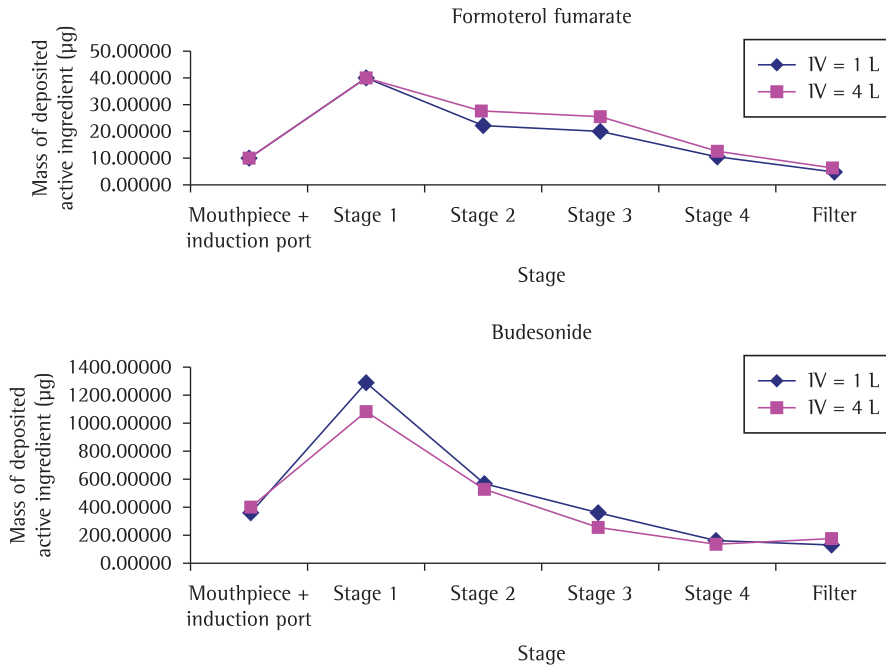 Formoterol fumarate
Mass of deposited
active ingredient (µg)
50.00000
40.00000
30.00000
20.00000
10.00000
0.00000
IV = 1 L
IV = 4 L
Mouthpiece +
induction port
Stage 1
Stage 2
Stage 3
Stage 4
Filter
Stage
Budesonide
Mass of deposited
active ingredient (µg)
1400.00000
1200.00000
1000.00000
800.00000
600.00000
400.00000
200.00000
0.00000
IV = 1 L
IV = 4 L
Mouthpiece +
induction port
Stage 1
Stage 2
Stage 3
Stage 4
Filter
Stage